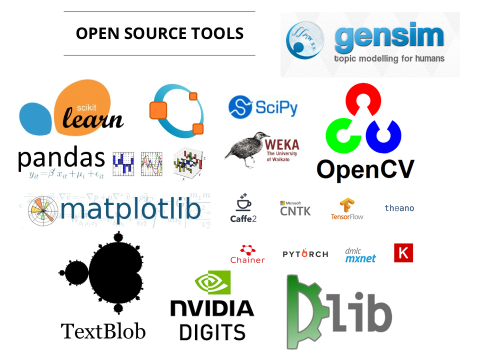 OPEN SOURCE TOOLS
gensim
topic modelling for humans
scikit
learn
SciPy
WEKA
The University
of Waikato
OpenCV
pandas
matplotlib
Caffe2
Microsoft
CNTK
TensorFlow
theano
Chainer
PYTORCH
dmlc
mxnet
K
TextBlob
NVIDIA
DIGITS
Dlib